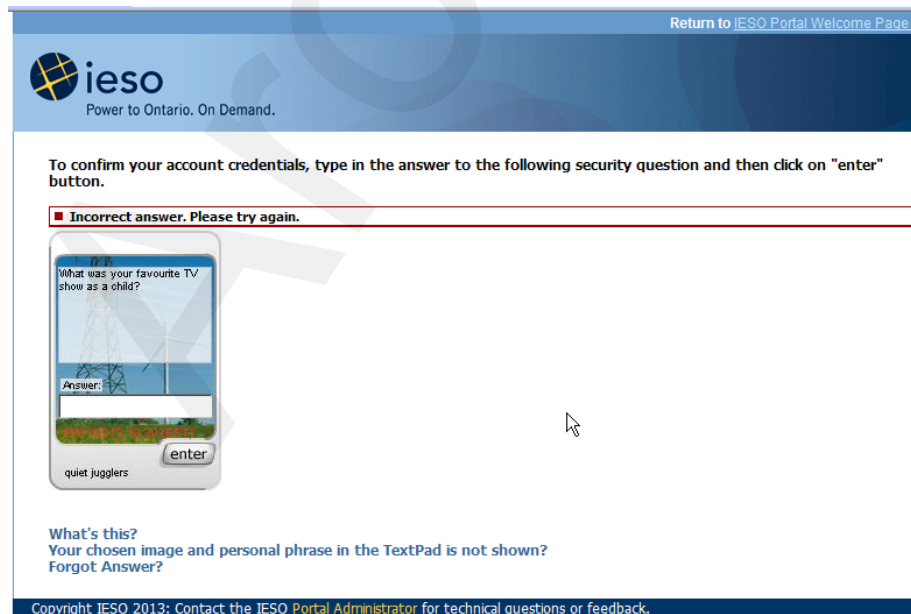 Return to IESO Portal Welcome Page
ieso
Power to Ontario. On Demand.
To confirm your account credentials, type in the answer to the following security question and then click on "enter"
button.
Incorrect answer. Please try again.
What was your favourite TV
show as a child?
Answer:
enter
quiet jugglers
What's this?
Your chosen image and personal phrase in the TextPad is not shown?
Forgot Answer?
Copyright IESO 2013: Contact the IESO Portal Administrator for technical questions or feedback.